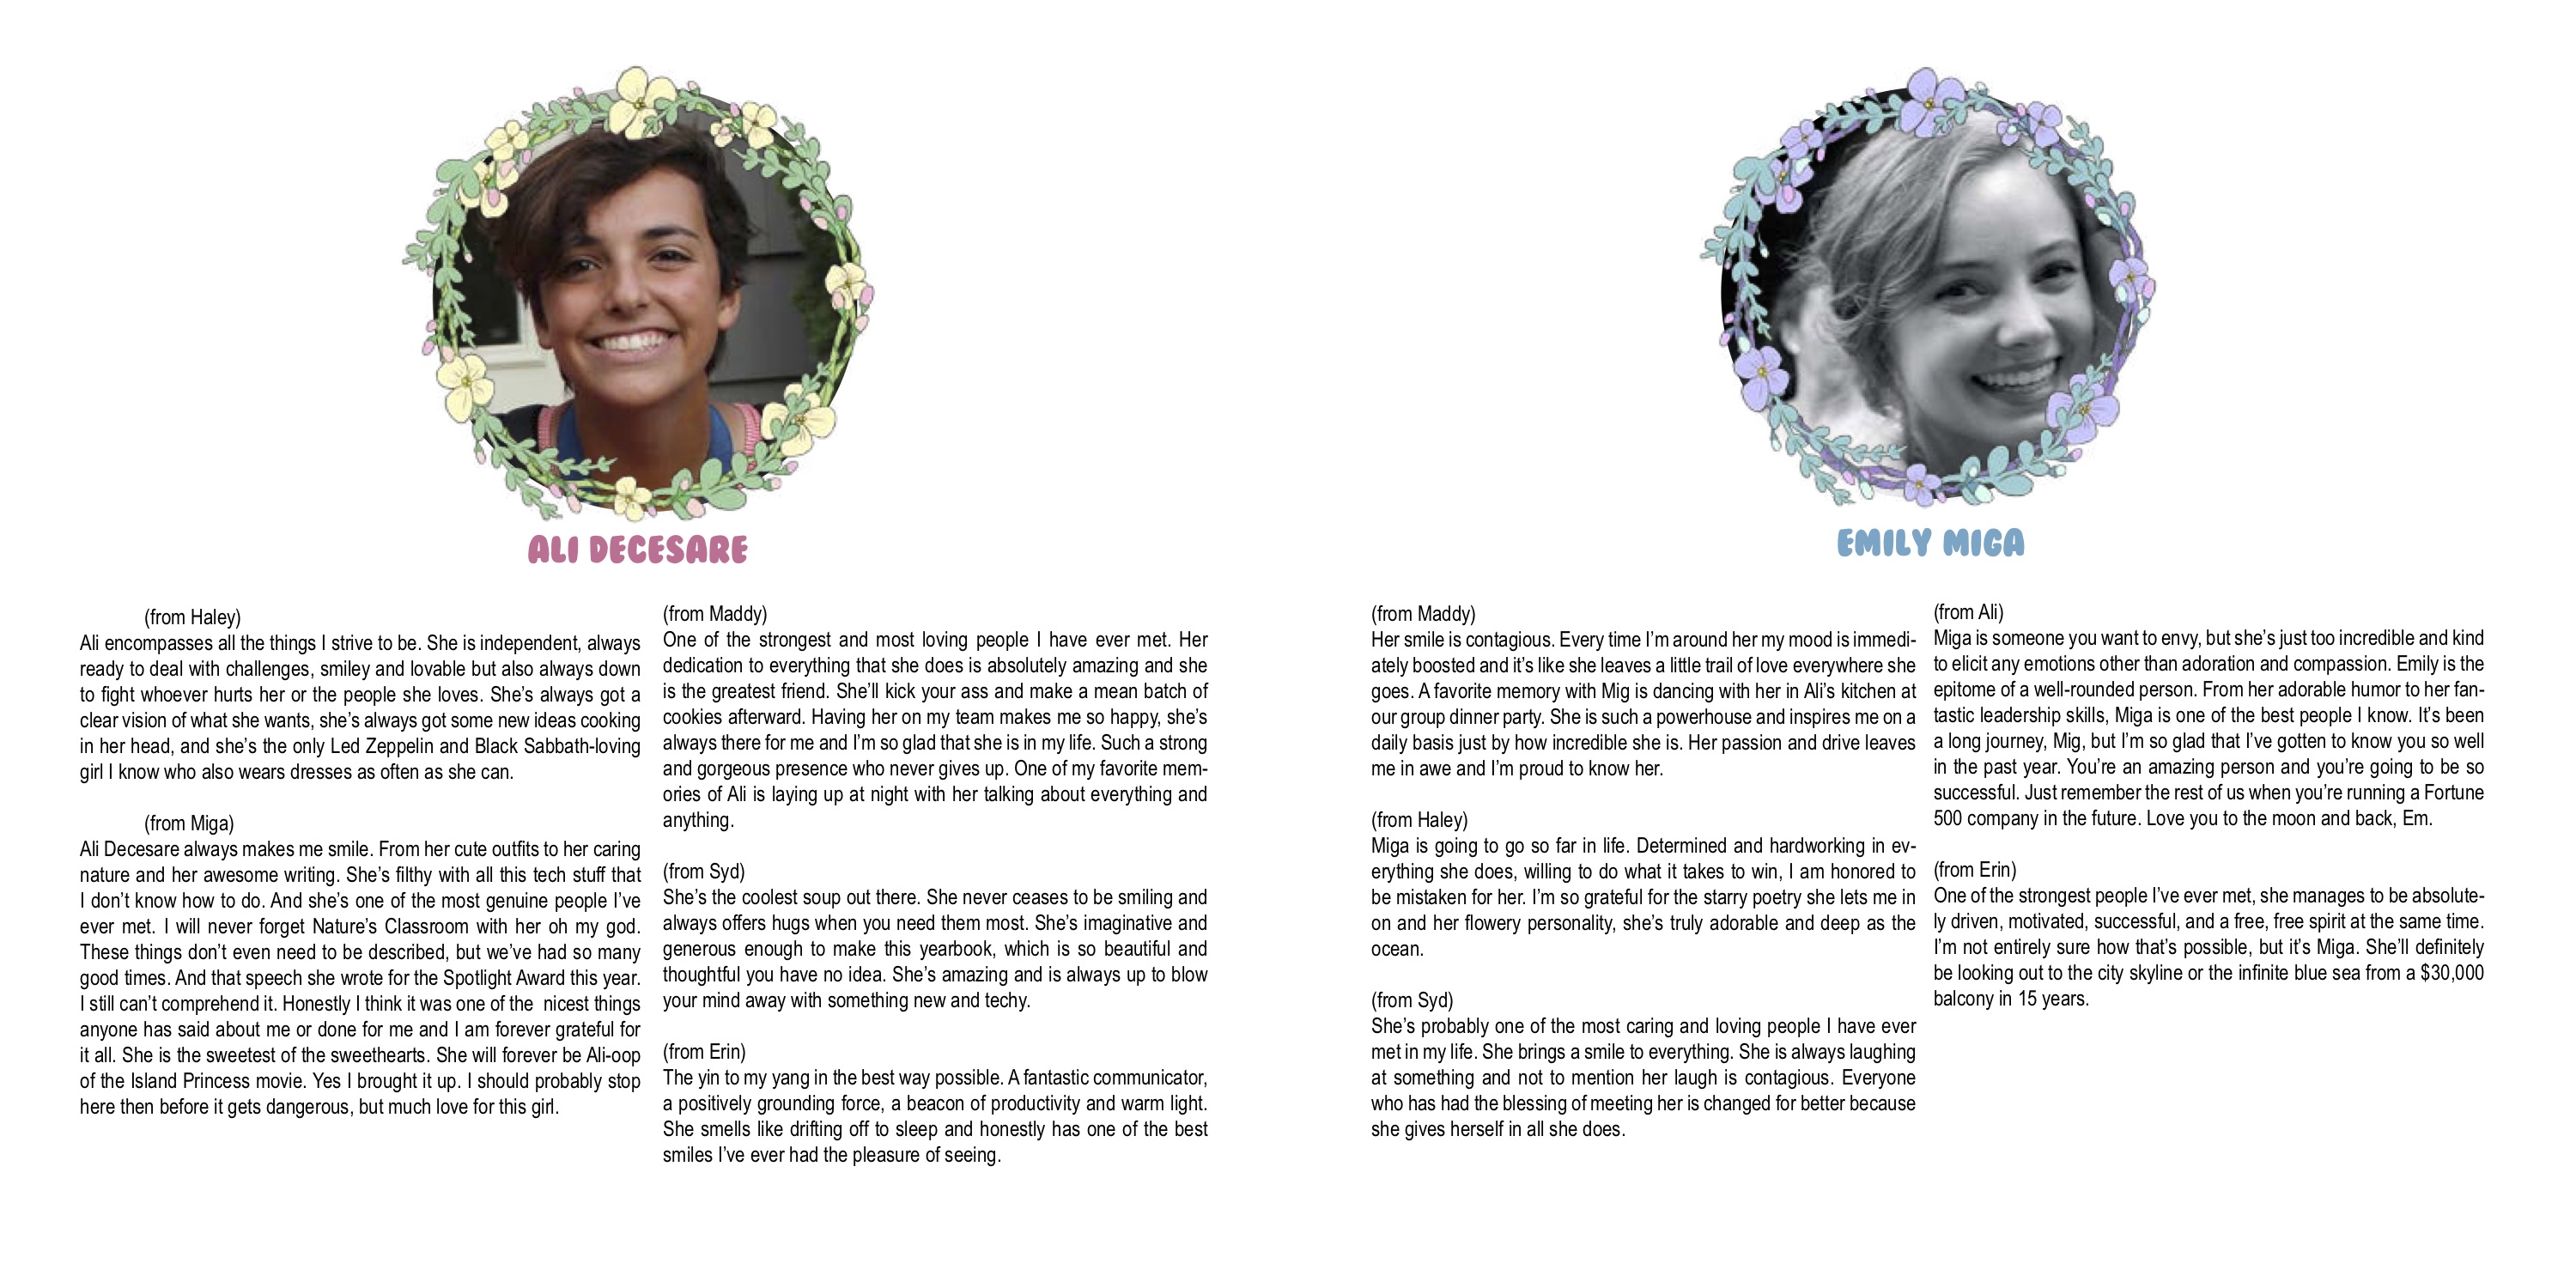 ALI DECESARE
(from Haley)
Ali encompasses all the things I strive to be. She is independent, always
ready to deal with challenges, smiley and lovable but also always down
to fight whoever hurts her or the people she loves. She's always got a
clear vision of what she wants, she's always got some new ideas cooking
in her head, and she's the only Led Zeppelin and Black Sabbath-loving
girl I know who also wears dresses as often as she can.
(from Miga)
Ali Decesare always makes me smile. From her cute outfits to her caring
nature and her awesome writing. She's filthy with all this tech stuff that
I don't know how to do. And she's one of the most genuine people I've
ever met. I will never forget Nature's Classroom with her oh my god.
These things don't even need to be described, but we've had so many
good times. And that speech she wrote for the Spotlight Award this year.
I still can't comprehend it. Honestly I think it was one of the  nicest things
anyone has said about me or done for me and I am forever grateful for
it all. She is the sweetest of the sweethearts. She will forever be Ali-oop
of the Island Princess movie. Yes I brought it up. I should probably stop
here then before it gets dangerous, but much love for this girl.
(from Maddy)
One of the strongest and most loving people I have ever met. Her
dedication to everything that she does is absolutely amazing and she
is the greatest friend. She'll kick your ass and make a mean batch of
cookies afterward. Having her on my team makes me so happy, she's
always there for me and I'm so glad that she is in my life. Such a strong
and gorgeous presence who never gives up. One of my favorite mem-
ories of Ali is laying up at night with her talking about everything and
anything.
(from Syd)
She's the coolest soup out there. She never ceases to be smiling and
always offers hugs when you need them most. She's imaginative and
generous enough to make this yearbook, which is so beautiful and
thoughtful you have no idea. She's amazing and is always up to blow
your mind away with something new and techy.
(from Erin)
The yin to my yang in the best way possible. A fantastic communicator,
a positively grounding force, a beacon of productivity and warm light.
She smells like drifting off to sleep and honestly has one of the best
smiles I've ever had the pleasure of seeing.
EMILY MIGA
(from Maddy)
Her smile is contagious. Every time I'm around her my mood is immedi-
ately boosted and it's like she leaves a little trail of love everywhere she
goes. A favorite memory with Mig is dancing with her in Ali's kitchen at
our group dinner party. She is such a powerhouse and inspires me on a
daily basis just by how incredible she is. Her passion and drive leaves
me in awe and I'm proud to know her.
(from Haley)
Miga is going to go so far in life. Determined and hardworking in ev-
erything she does, willing to do what it takes to win, I am honored to
be mistaken for her. I'm so grateful for the starry poetry she lets me in
on and her flowery personality, she's truly adorable and deep as the
ocean.
(from Syd)
She's probably one of the most caring and loving people I have ever
met in my life. She brings a smile to everything. She is always laughing
at something and not to mention her laugh is contagious. Everyone
who has had the blessing of meeting her is changed for better because
she gives herself in all she does.
(from Ali)
Miga is someone you want to envy, but she's just too incredible and kind
to elicit any emotions other than adoration and compassion. Emily is the
epitome of a well-rounded person. From her adorable humor to her fan-
tastic leadership skills, Miga is one of the best people I know. It's been
a long journey, Mig, but I'm so glad that I've gotten to know you so well
in the past year. You're an amazing person and you're going to be so
successful. Just remember the rest of us when you're running a Fortune
500 company in the future. Love you to the moon and back, Em.
(from Erin)
One of the strongest people I've ever met, she manages to be absolute-
ly driven, motivated, successful, and a free, free spirit at the same time.
I'm not entirely sure how that's possible, but it's Miga. She'll definitely
be looking out to the city skyline or the infinite blue sea from a $30,000
balcony in 15 years.